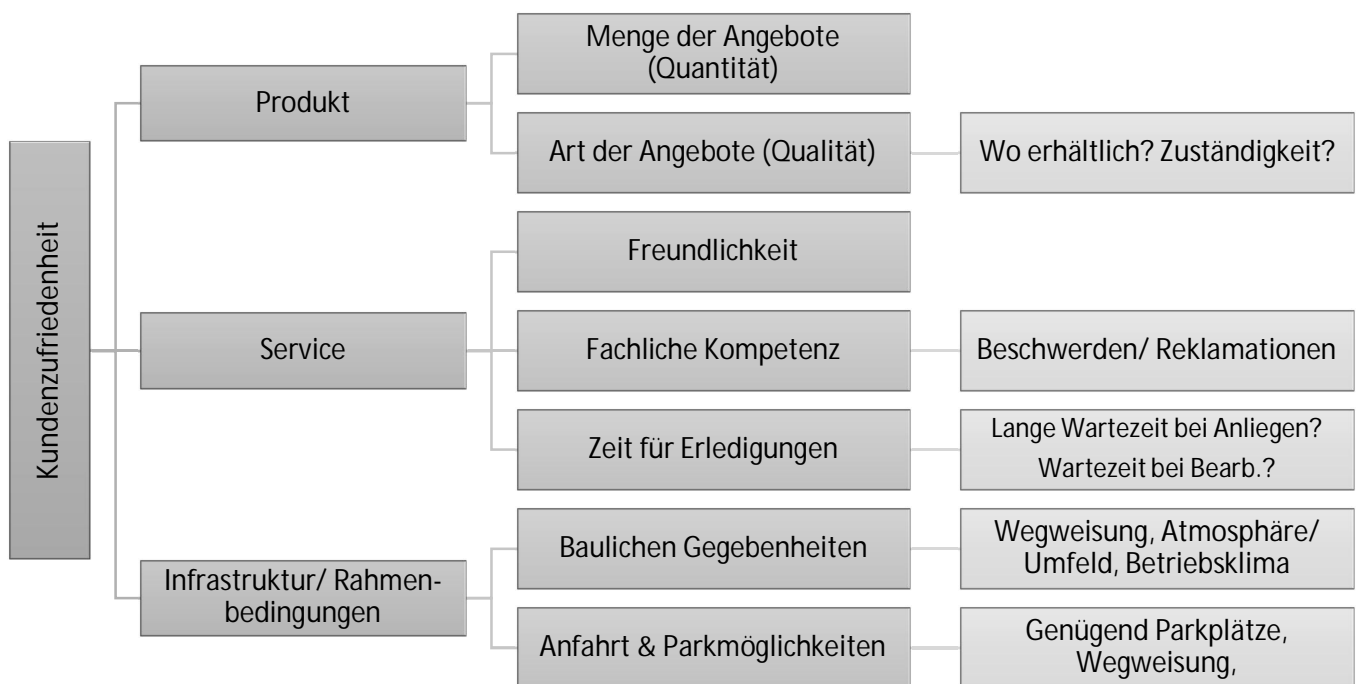 Kundenzufriedenheit
Produkt
Menge der Angebote
(Quantität)
Art der Angebote (Qualität)
Wo erhältlich? Zuständigkeit?
Service
Freundlichkeit
Fachliche Kompetenz
Beschwerden/ Reklamationen
Zeit für Erledigungen
Lange Wartezeit bei Anliegen?
Wartezeit bei Bearb.?
Infrastruktur/ Rahmen-
bedingungen
Baulichen Gegebenheiten
Wegweisung, Atmosphäre/
Umfeld, Betriebsklima
Anfahrt & Parkmöglichkeiten
Genügend Parkplätze,
Wegweisung,